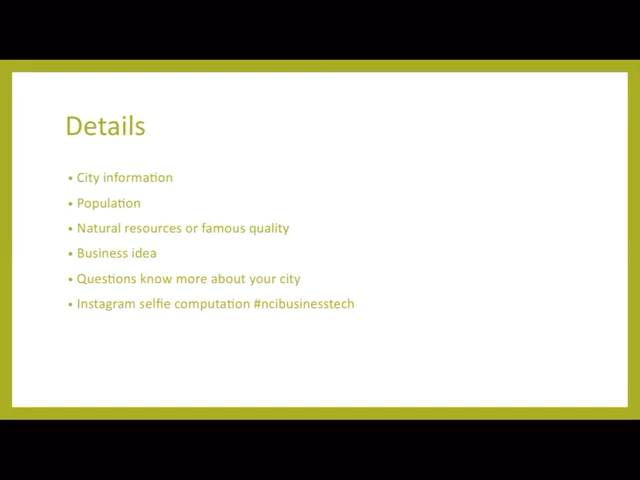 Details
• City information
• Population
• Natural resources or famous quality
• Business idea
• Questions know more about your city
• Instagram selfie computation #ncibusinesstech